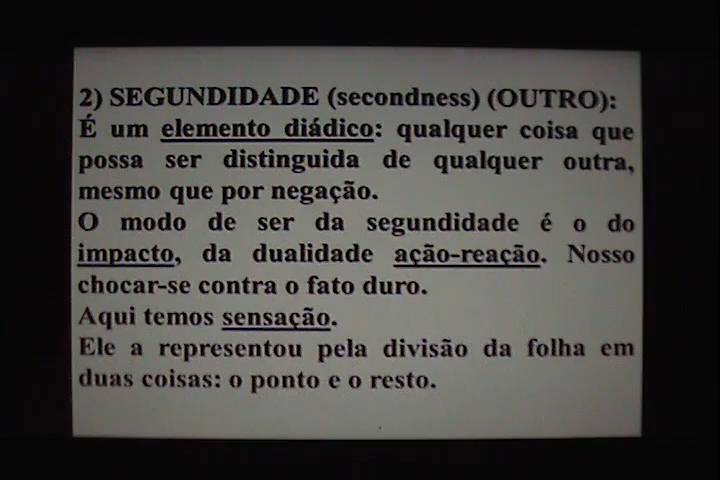 2) SEGUNDIDADE (secondness) (OUTRO):
É um elemento diádico: qualquer coisa que
possa ser distinguida de qualquer outra,
mesmo que por negação.
O modo de ser da segundidade é o do
impacto, da dualidade ação-reação. Nosso
chocar-se contra o fato duro.
Aqui temos sensação.
Ele a representou pela divisão da folha em
duas coisas: o ponto e o resto.